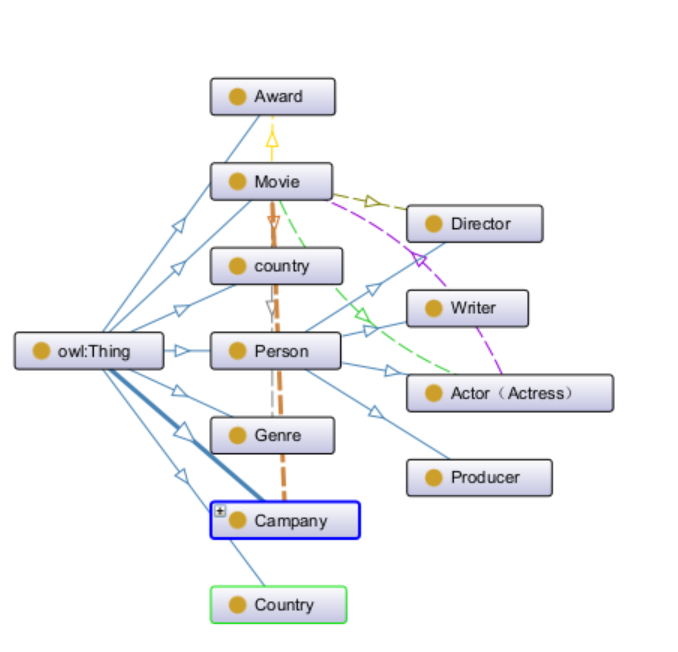 Award
Movie
Director
country
Writer
owl:Thing
Person
Actor（Actress）
Genre
Producer
Campany
Country